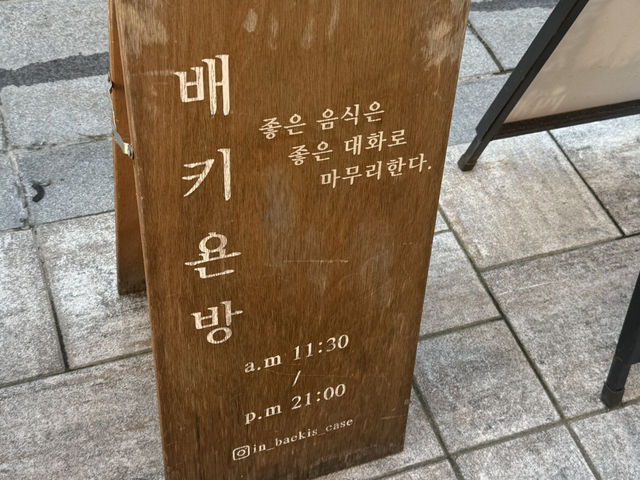 배키욘방
좋은 음식은
좋은 대화로
마무리한다.
a.m 11:30
/
p.m 21:00
in_baekis_case